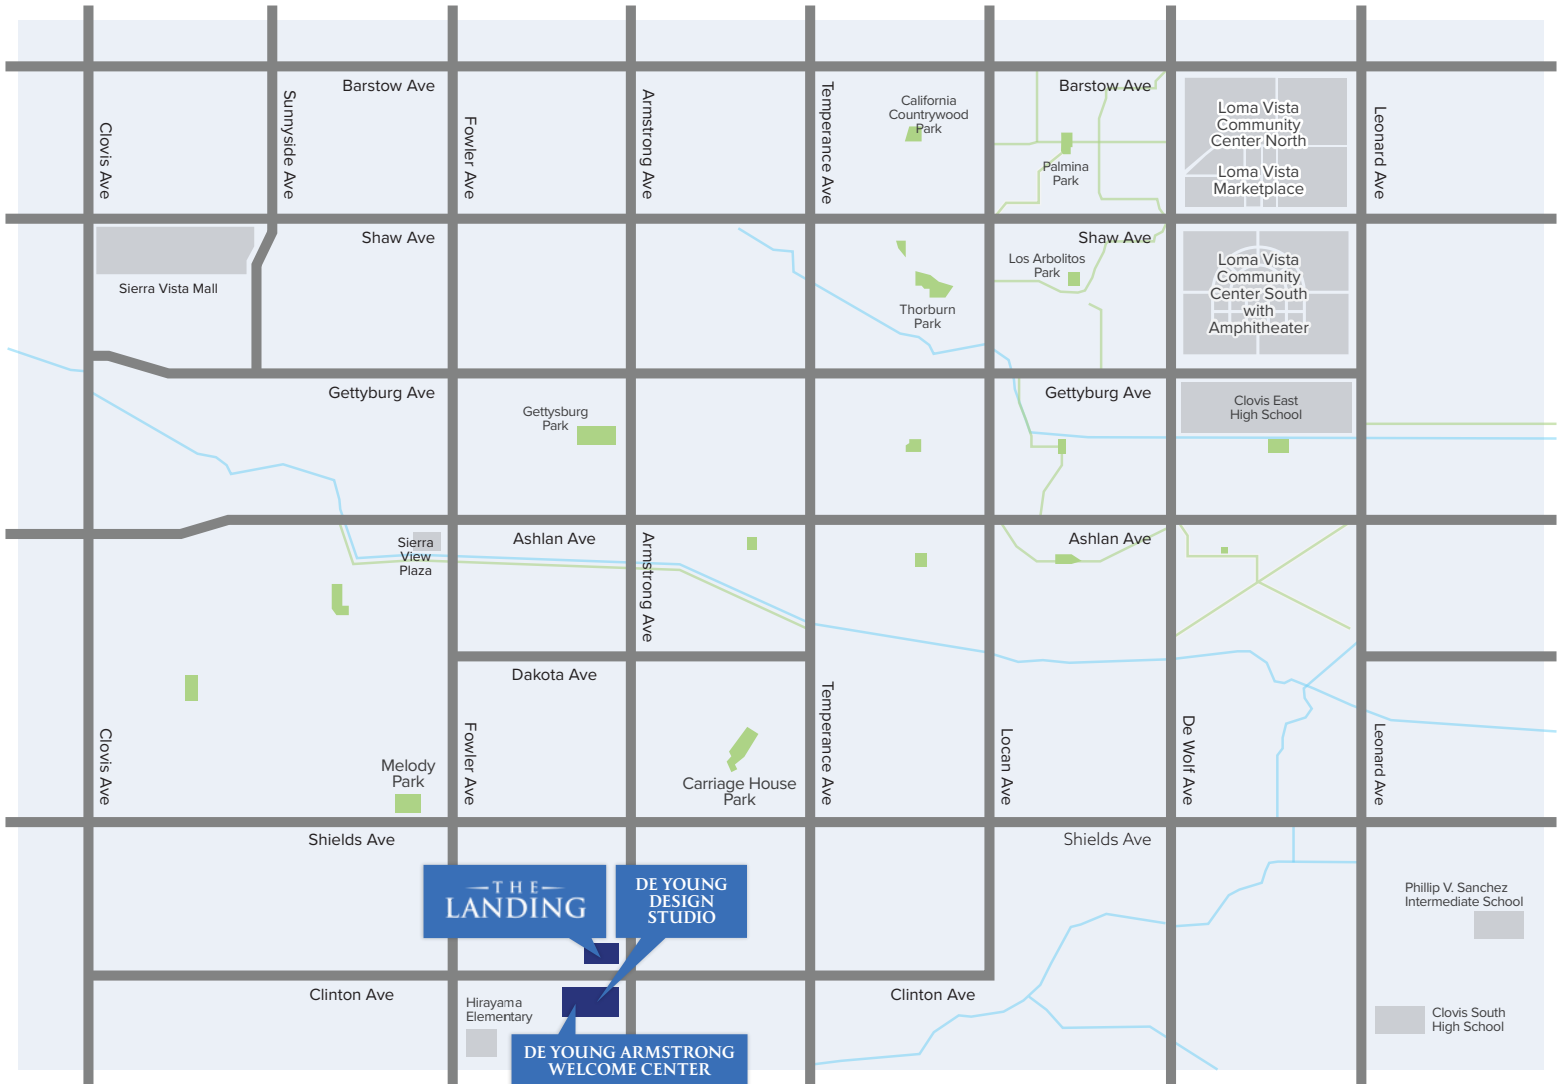 Barstow Ave
Barstow Ave
Clovis Ave
Sunnyside Ave
Fowler Ave
Armstrong Ave
Temperance Ave
California
Countrywood
Park
Palmina
Park
Loma Vista
Community
Center North
Loma Vista
Marketplace
Leonard Ave
Shaw Ave
Shaw Ave
Sierra Vista Mall
Thorburn
Park
Los Arbolitos
Park
Loma Vista
Community
Center South
with
Amphitheater
Gettyburg Ave
Gettyburg Ave
Gettysburg
Park
Clovis East
High School
Sierra
View
Plaza
Ashlan Ave
Ashlan Ave
Armstrong Ave
Dakota Ave
Clovis Ave
Melody
Park
Fowler Ave
Carriage House
Park
Temperance Ave
Locan Ave
De Wolf Ave
Leonard Ave
Shields Ave
Shields Ave
THE
LANDING
DE YOUNG
DESIGN
STUDIO
Phillip V. Sanchez
Intermediate School
Clinton Ave
Clinton Ave
Hirayama
Elementary
Clovis South
High School
DE YOUNG ARMSTRONG
WELCOME CENTER